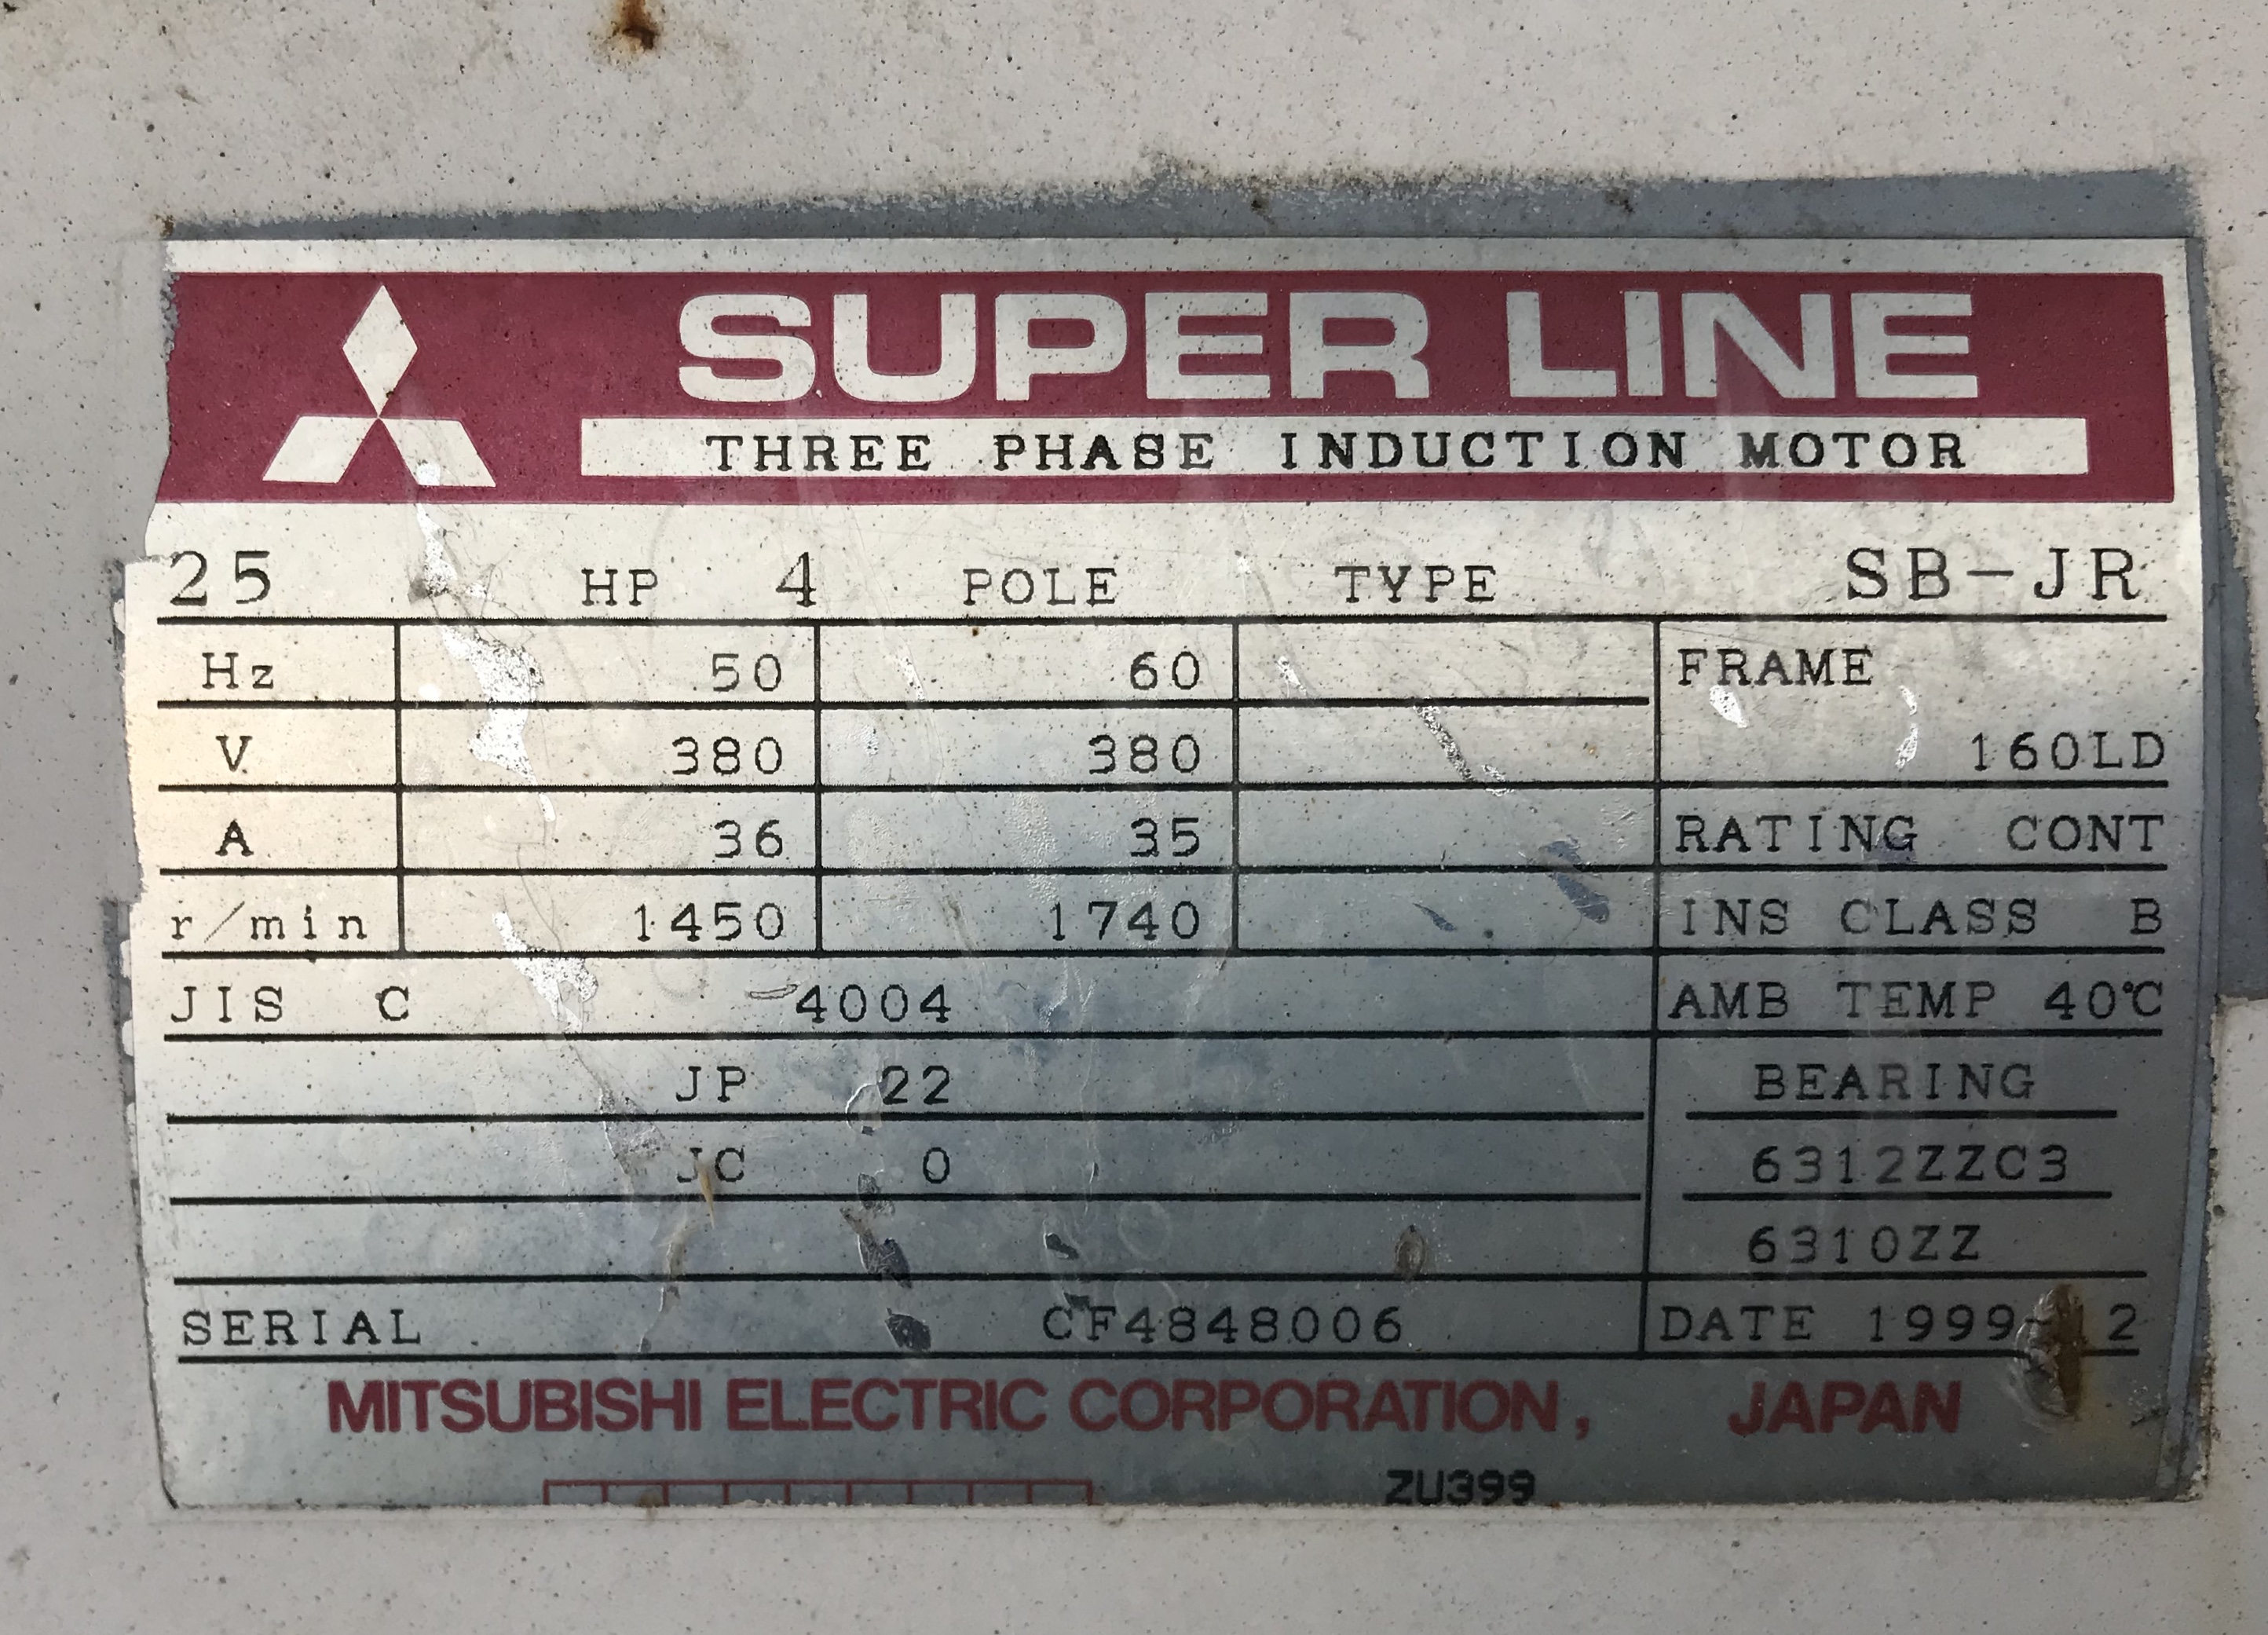 SUPER LINE
THREE PHASE INDUCTION MOTOR
25 HP 4 POLE TYPE SB-JR
Hz 50 60 FRAME
V 380 380 160LD
A 36 35 RATING CONT
r/min 1450 1740 INS CLASS B
JIS C 4004 AMB TEMP 40℃
JP 22 BEARING
JC 0 6312ZZC3
6310ZZ
SERIAL CF4848006 DATE 1999-12
MITSUBISHI ELECTRIC CORPORATION, JAPAN
ZU399